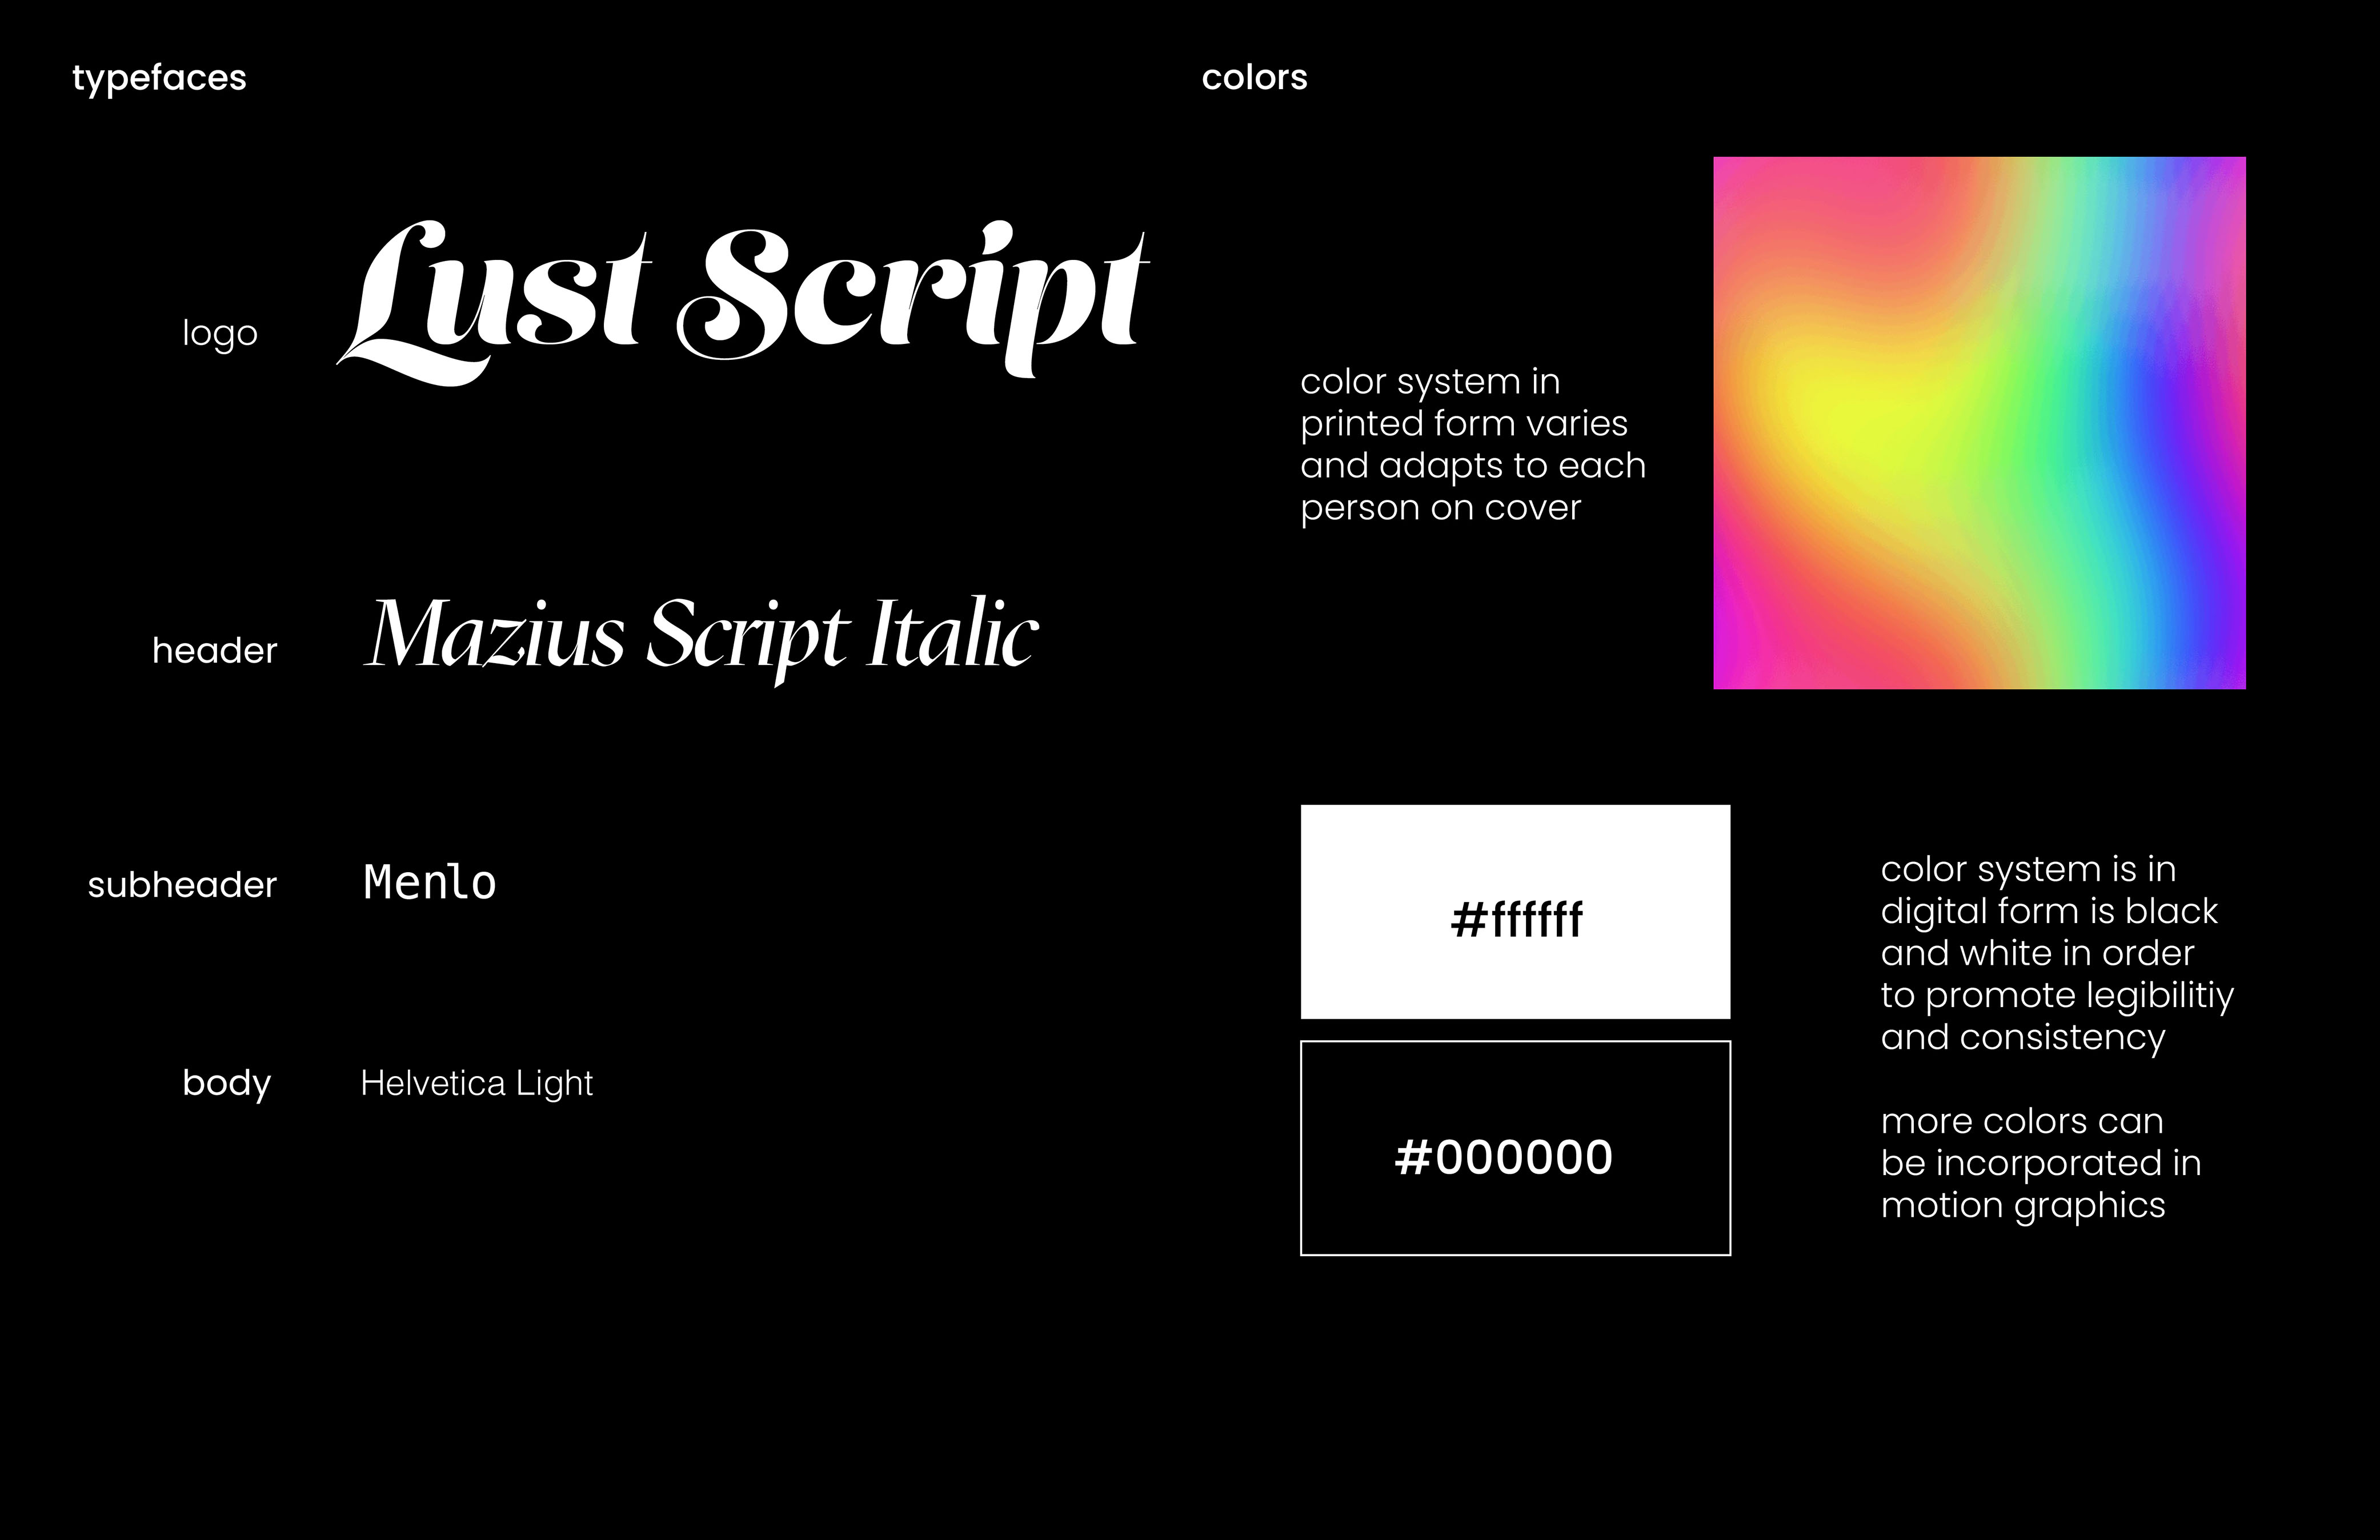 typefaces
logo
Lust Script
header
Mazius Script Italic
subheader
Menlo
body
Helvetica Light
colors
color system in
printed form varies
and adapts to each
person on cover
#ffffff
#000000
color system is in
digital form is black
and white in order
to promote legibilitiy
and consistency
more colors can
be incorporated in
motion graphics